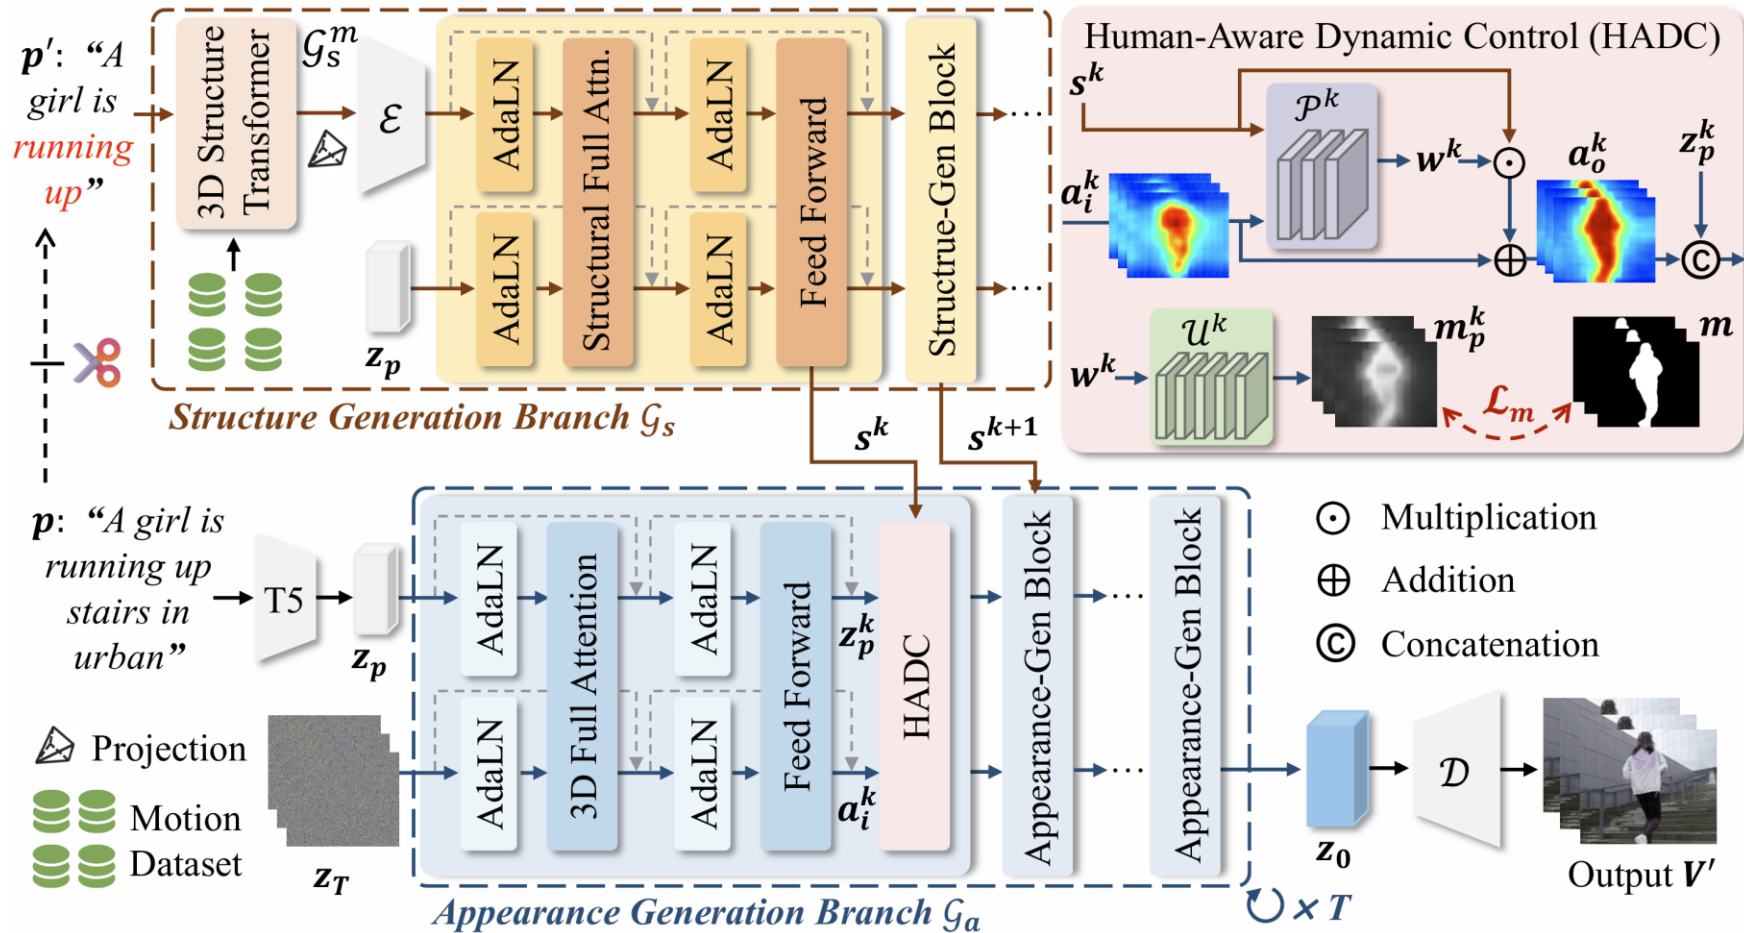 p′: “A
girl is
running
up”
3D Structure
Transformer
𝒢ₛᵐ
ℰ
AdaLN
Structural Full Attn.
AdaLN
Feed Forward
Structrue-Gen Block
...
AdaLN
AdaLN
...
z_p
Structure Generation Branch 𝒢ₛ
s^k
s^{k+1}
Human-Aware Dynamic Control (HADC)
s^k
𝒫^k
w^k
a_i^k
a_o^k
z_p^k
C
w^k
𝒰^k
m_p^k
m
ℒ_m
p: “A girl is
running up
stairs in
urban”
T5
z_p
AdaLN
3D Full Attention
AdaLN
Feed Forward
z_p^k
HADC
Appearance-Gen Block
...
Appearance-Gen Block
AdaLN
AdaLN
a_i^k
...
z_T
Appearance Generation Branch 𝒢ₐ
× T
Projection
Motion
Dataset
Multiplication
Addition
C Concatenation
z_0
𝒟
Output V′